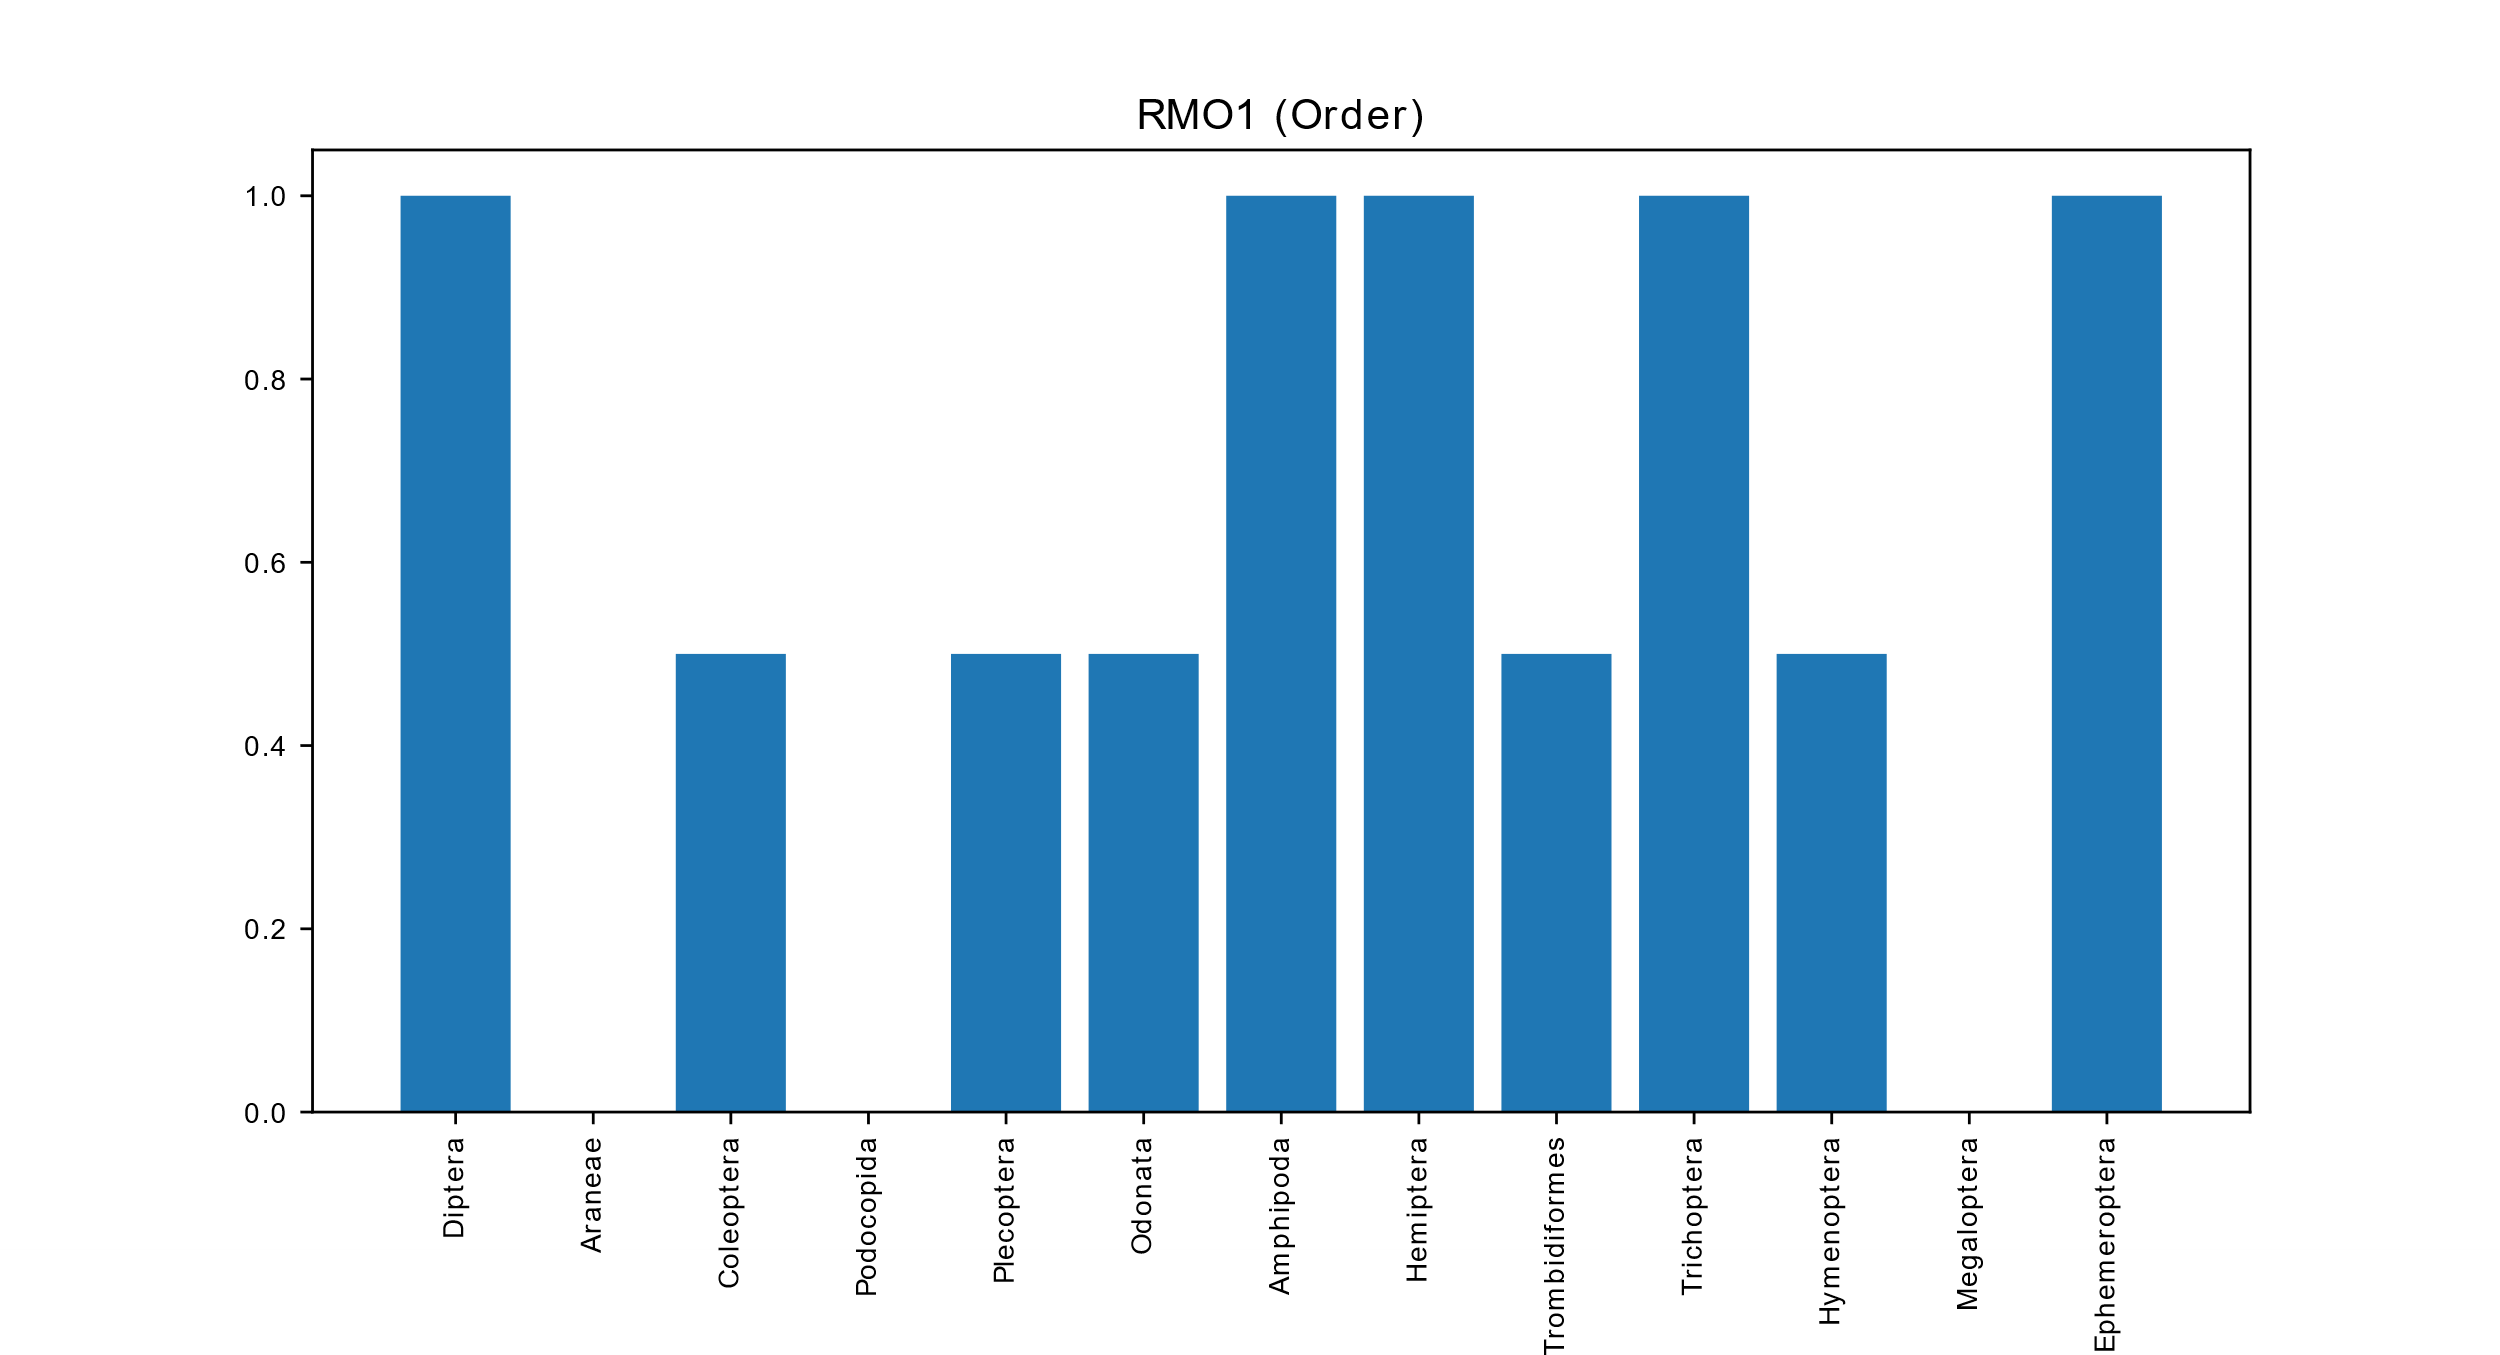 RMO1 (Order)
1.0
0.8
0.6
0.4
0.2
0.0
Diptera
Araneae
Coleoptera
Podocopida
Plecoptera
Odonata
Amphipoda
Hemiptera
Trombidiformes
Trichoptera
Hymenoptera
Megaloptera
Ephemeroptera